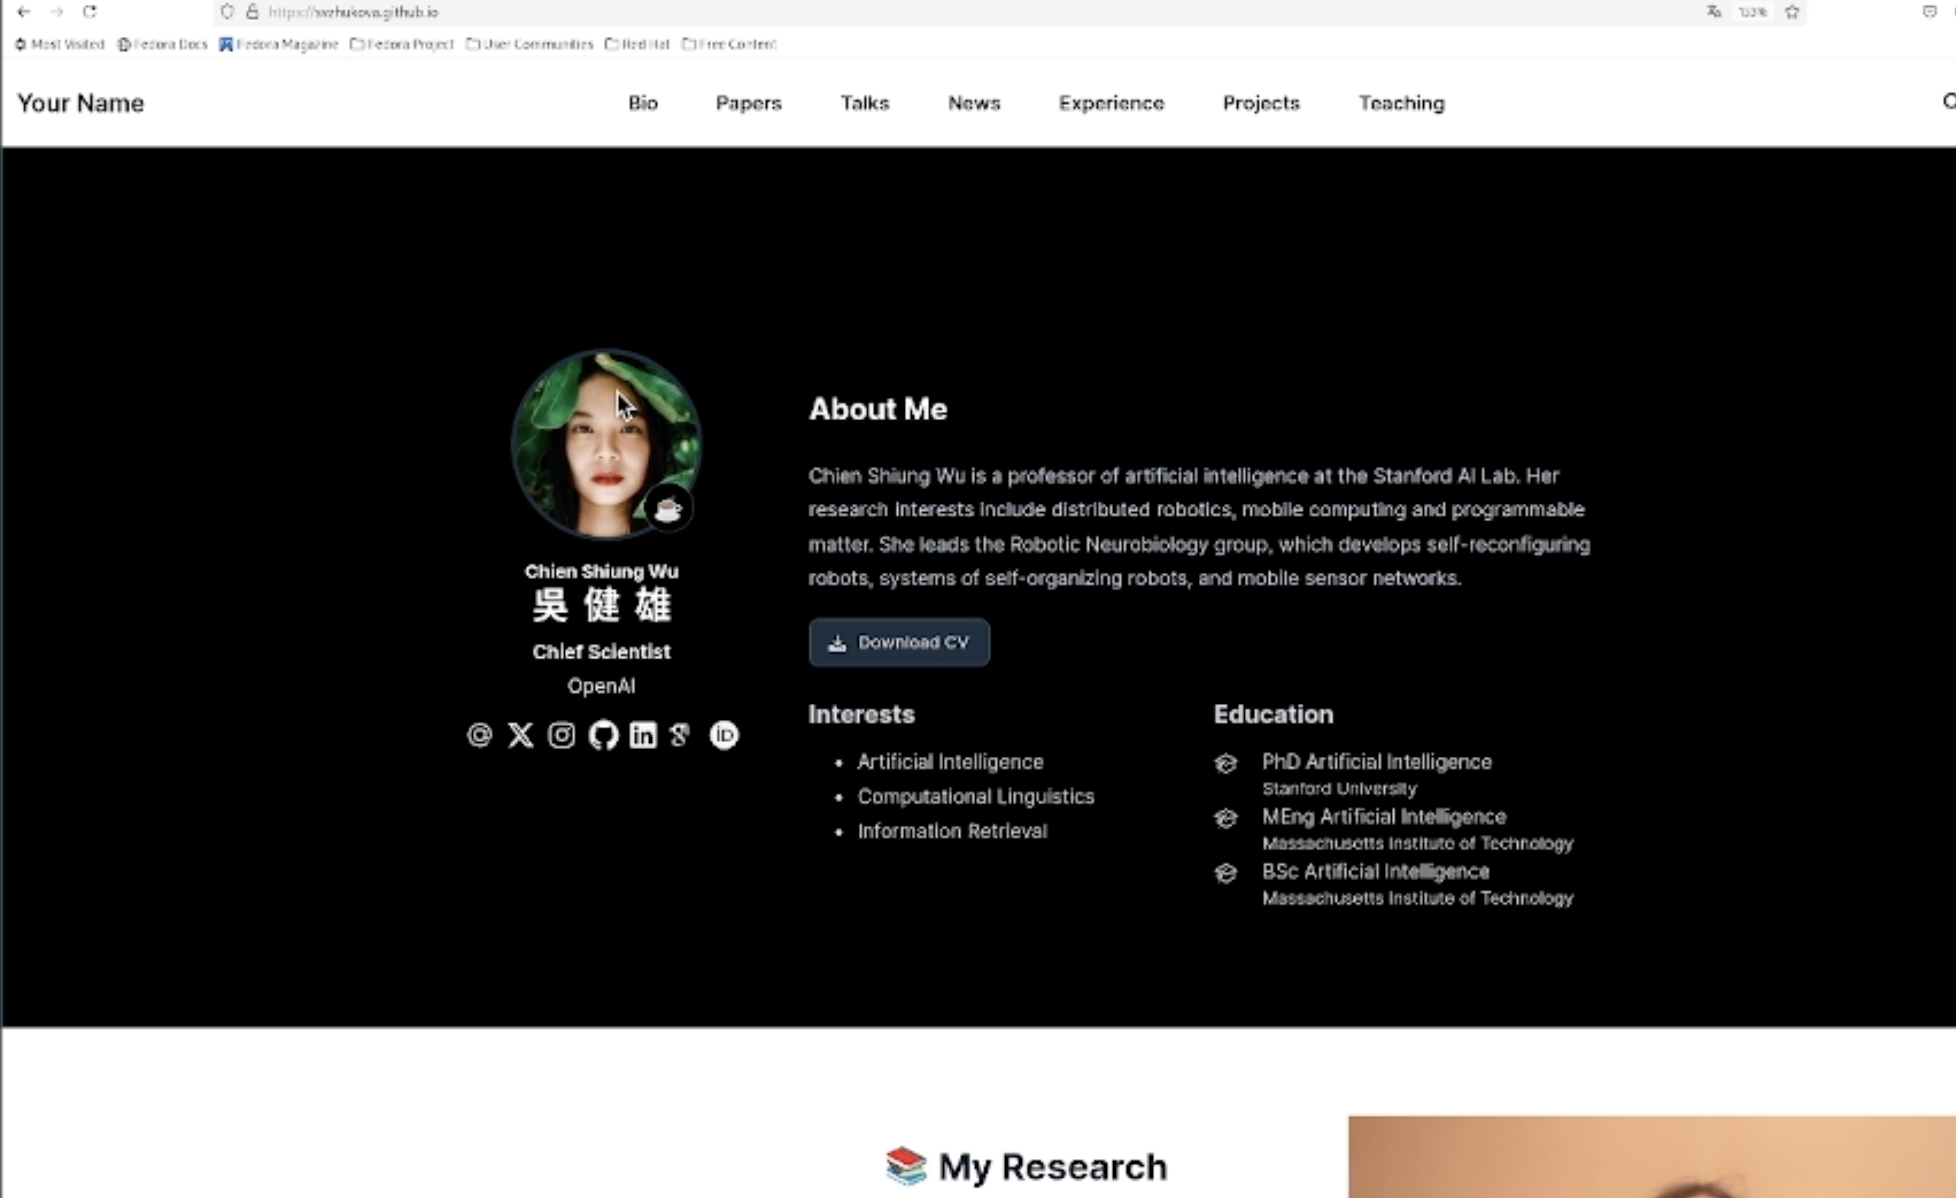 https://svzhukova.github.io
133%
Most Visited Fedora Docs Fedora Magazine Fedora Project User Communities Red Hat Free Content
Your Name Bio Papers Talks News Experience Projects Teaching
About Me
Chien Shiung Wu is a professor of artificial intelligence at the Stanford AI Lab. Her
research interests include distributed robotics, mobile computing and programmable
matter. She leads the Robotic Neurobiology group, which develops self-reconfiguring
robots, systems of self-organizing robots, and mobile sensor networks.
Chien Shiung Wu
吳 健 雄
Chief Scientist
OpenAI
Download CV
Interests
Artificial Intelligence
Computational Linguistics
Information Retrieval
Education
PhD Artificial Intelligence
Stanford University
MEng Artificial Intelligence
Massachusetts Institute of Technology
BSc Artificial Intelligence
Massachusetts Institute of Technology
My Research